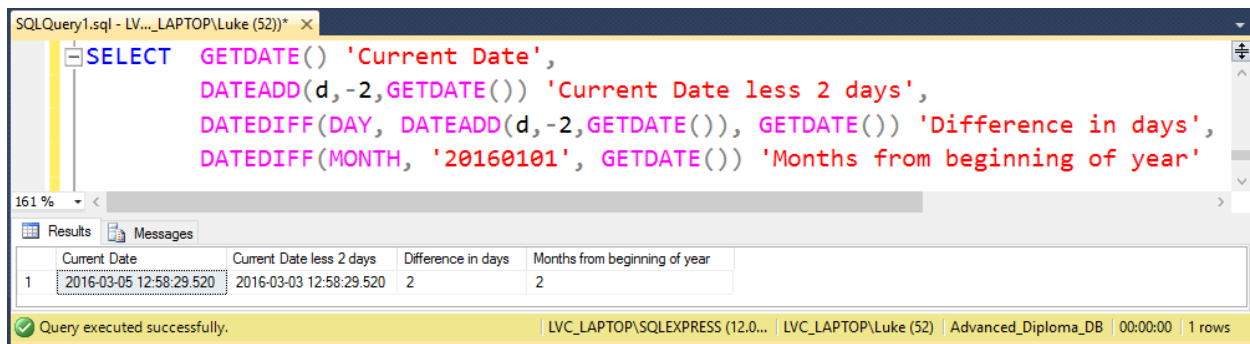 SQLQuery1.sql - LV..._LAPTOP\Luke (52))*
SELECT GETDATE() 'Current Date',
DATEADD(d,-2,GETDATE()) 'Current Date less 2 days',
DATEDIFF(DAY, DATEADD(d,-2,GETDATE()), GETDATE()) 'Difference in days',
DATEDIFF(MONTH, '20160101', GETDATE()) 'Months from beginning of year'
161 %
Results Messages
Current Date Current Date less 2 days Difference in days Months from beginning of year
1 2016-03-05 12:58:29.520 2016-03-03 12:58:29.520 2 2
Query executed successfully. LVC_LAPTOP\SQLEXPRESS (12.0... LVC_LAPTOP\Luke (52) Advanced_Diploma_DB 00:00:00 1 rows